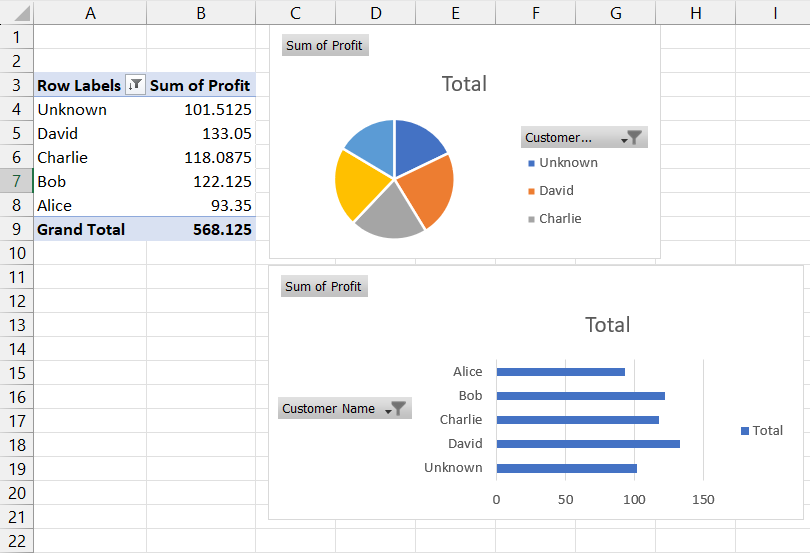 A B C D E F G H I
1
2
3 Row Labels Sum of Profit
4 Unknown 101.5125
5 David 133.05
6 Charlie 118.0875
7 Bob 122.125
8 Alice 93.35
9 Grand Total 568.125
10
11
12
13
14
15
16
17
18
19
20
21
22
Sum of Profit
Total
Customer...
Unknown
David
Charlie
Sum of Profit
Total
Customer Name
Alice
Bob
Charlie
David
Unknown
0 50 100 150
Total